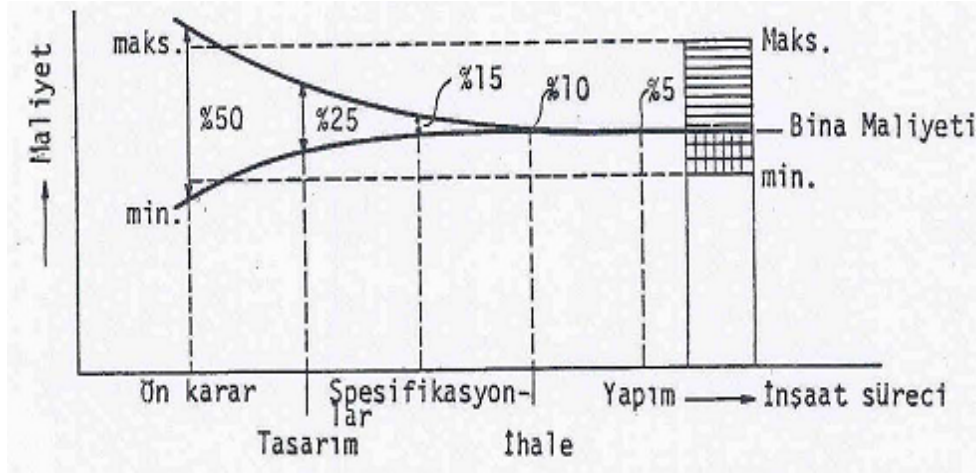 Maliyet
maks.
min.
%50
%25
%15
%10
%5
Maks.
Bina Maliyeti
min.
Ön karar
Tasarım
Spesifikasyon-
lar
İhale
Yapım
İnşaat süreci